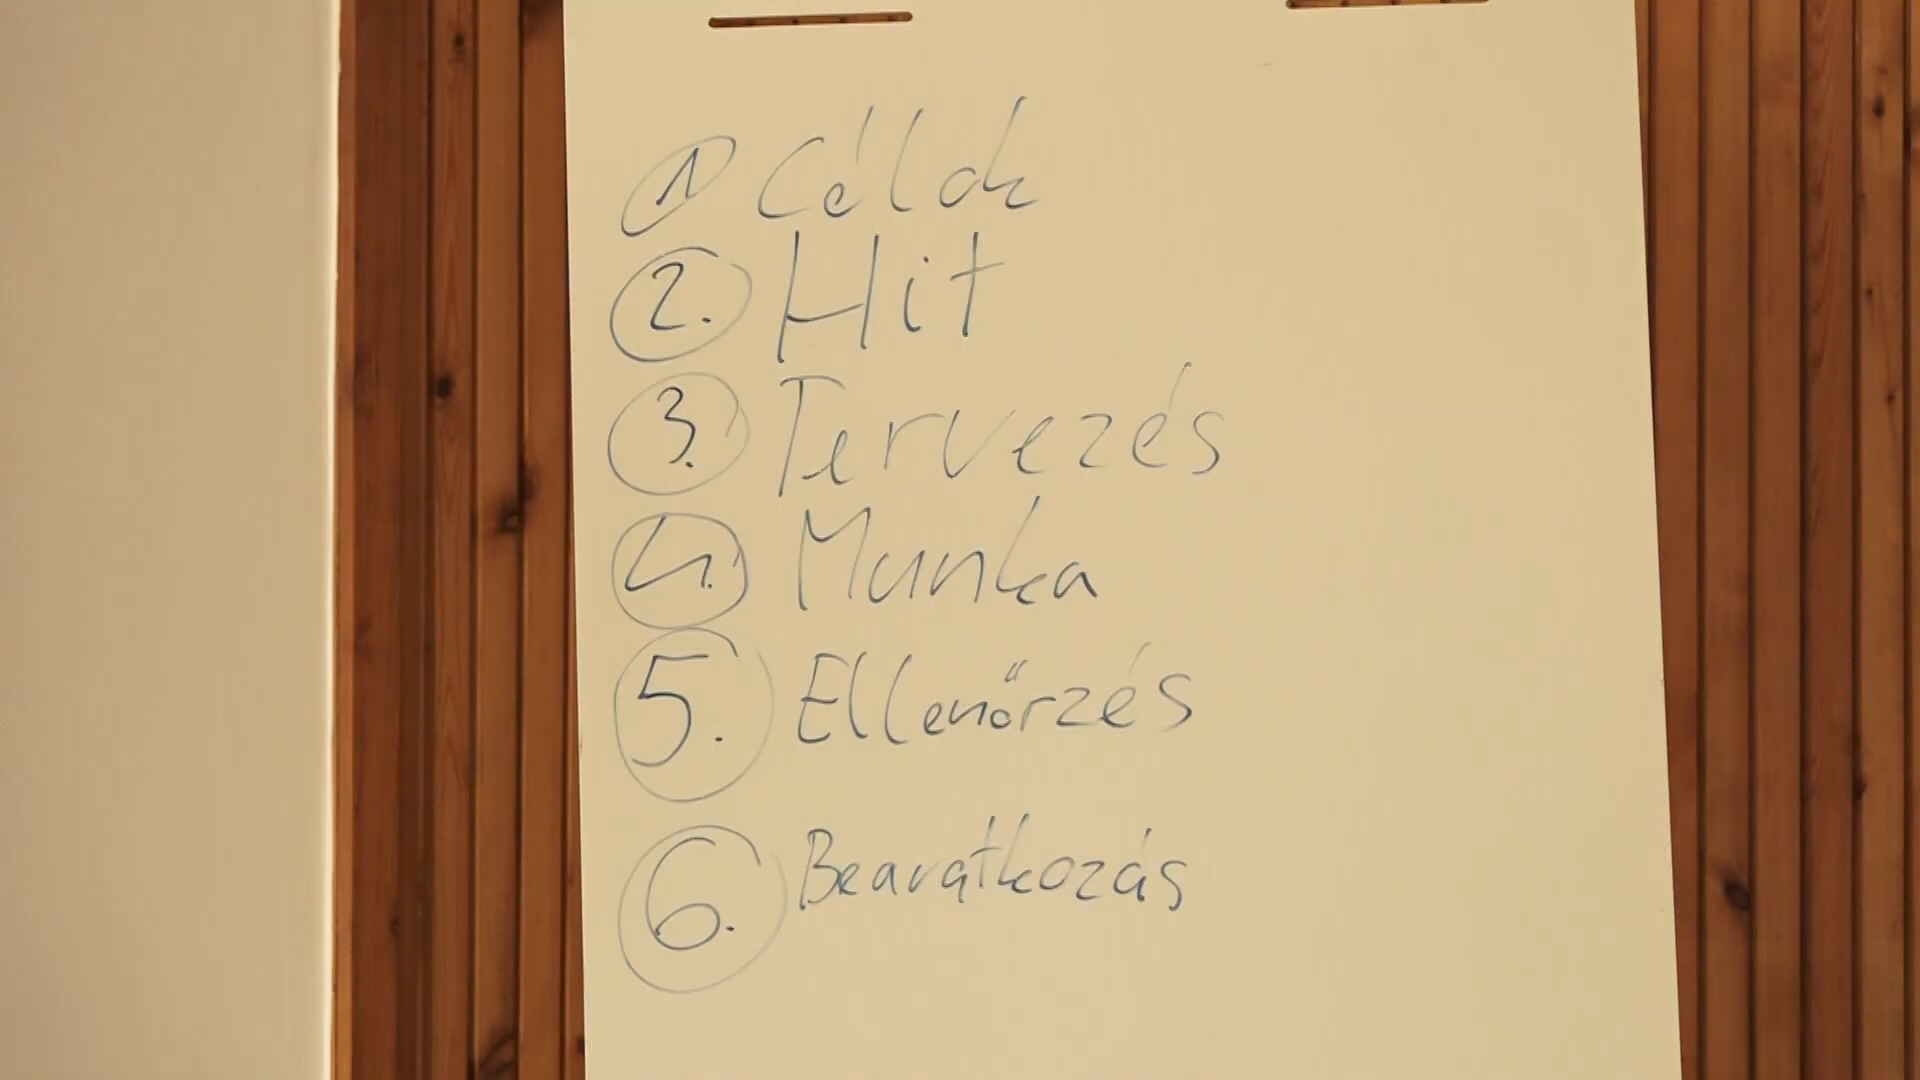 1 Célok
2. Hit
3. Tervezés
4. Munka
5. Ellenőrzés
6. Beavatkozás